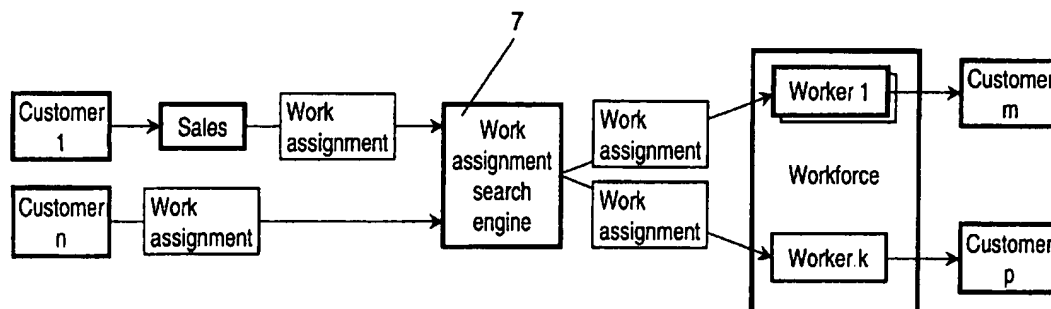 7
Customer
1
Sales
Work
assignment
Customer
n
Work
assignment
Work
assignment
search
engine
Work
assignment
Work
assignment
Worker 1
Workforce
Worker k
Customer
m
Customer
p